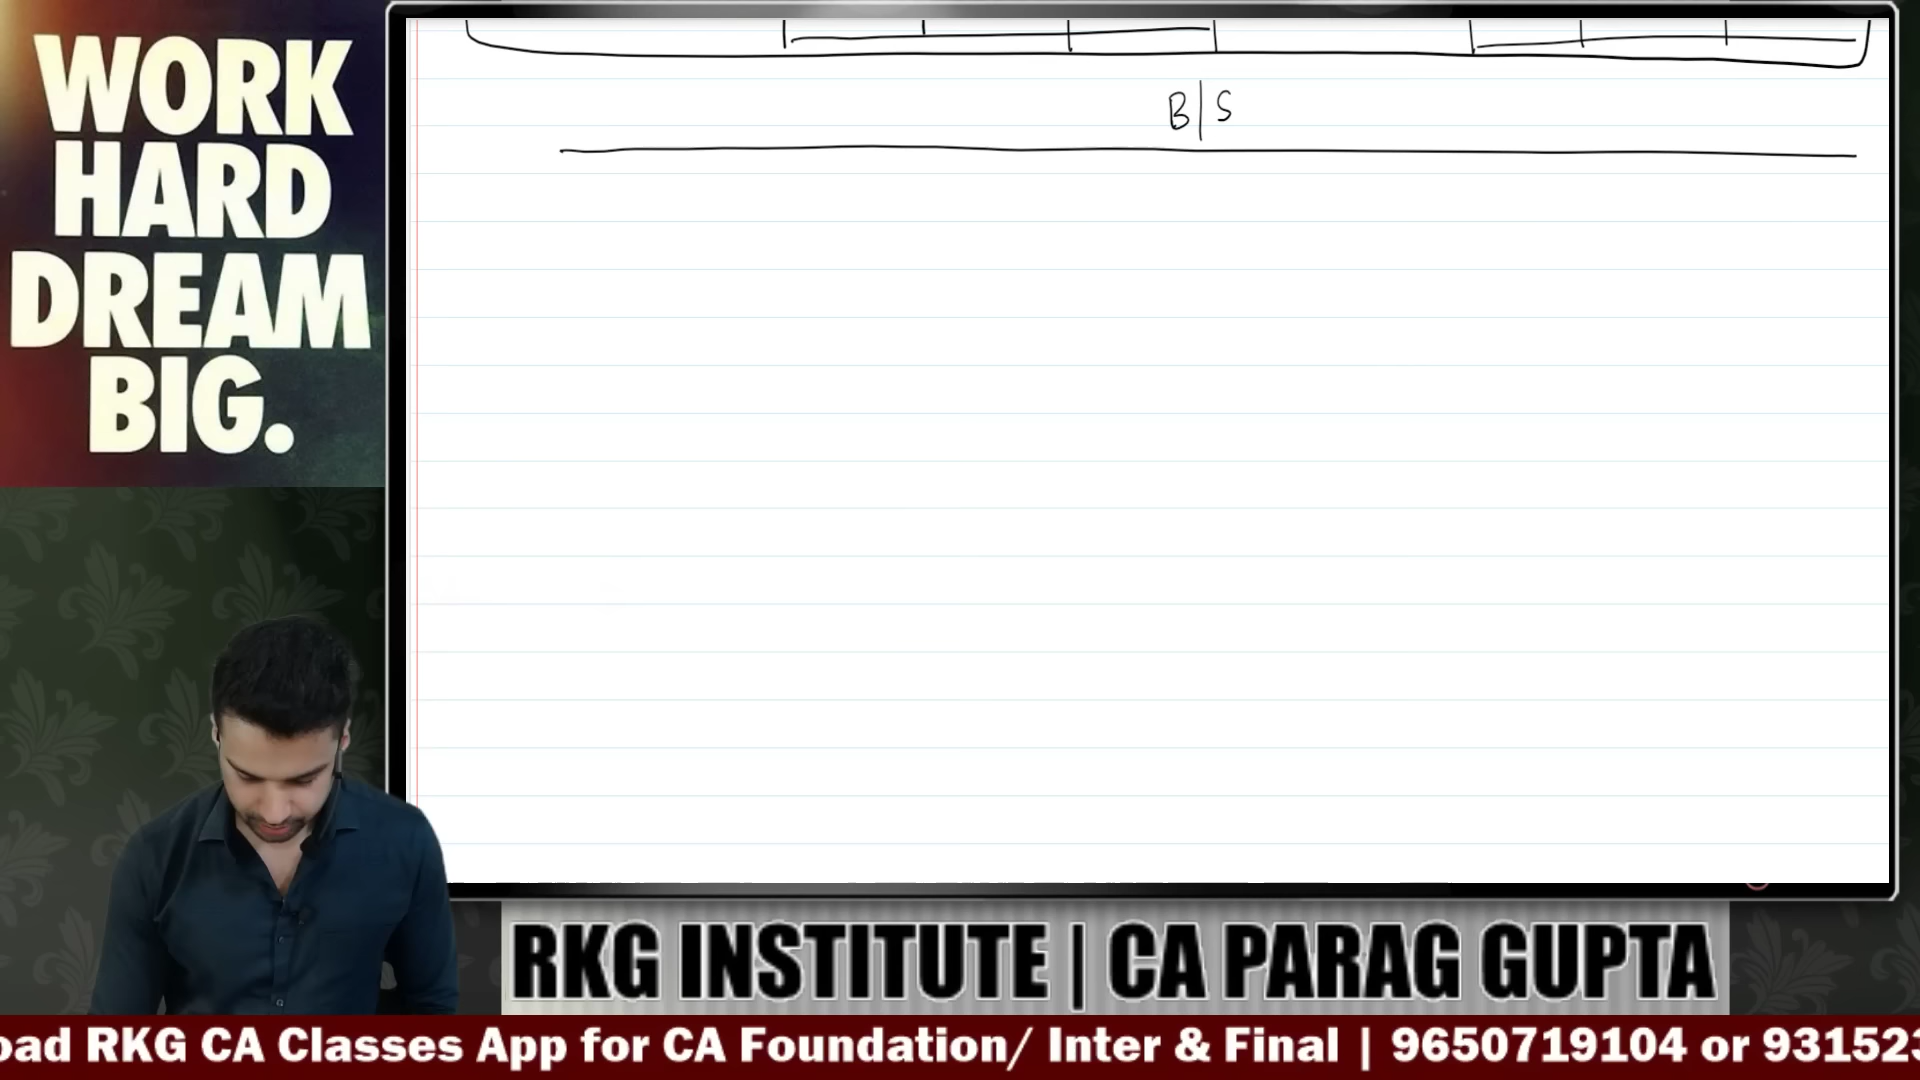 WORK
HARD
DREAM
BIG.
B|S
RKG INSTITUTE | CA PARAG GUPTA
oad RKG CA Classes App for CA Foundation/ Inter & Final | 9650719104 or 931523